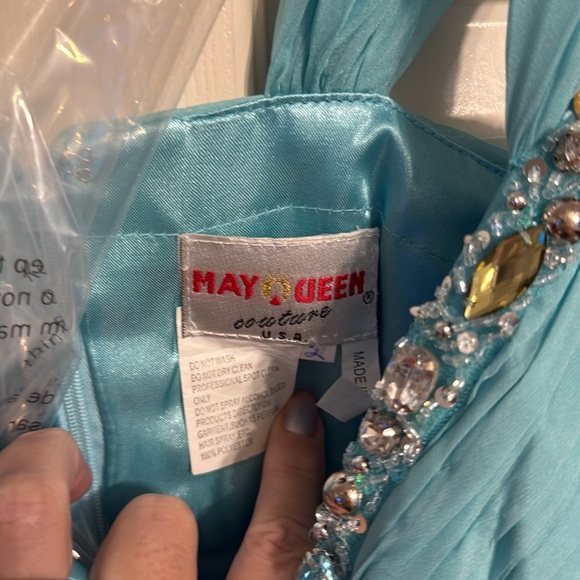 MAY QUEEN ®
couture
U.S.A.
DO NOT WASH
DO NOT DRY CLEAN
PROFESSIONAL SPOT CLEAN
ONLY
DO NOT SPRAY ALCOHOL BASED
PRODUCTS DIRECTLY ON
GARMENT, SUCH AS PERFUME
HAIR SPRAY, ETC.
100% POLYESTER
MADE